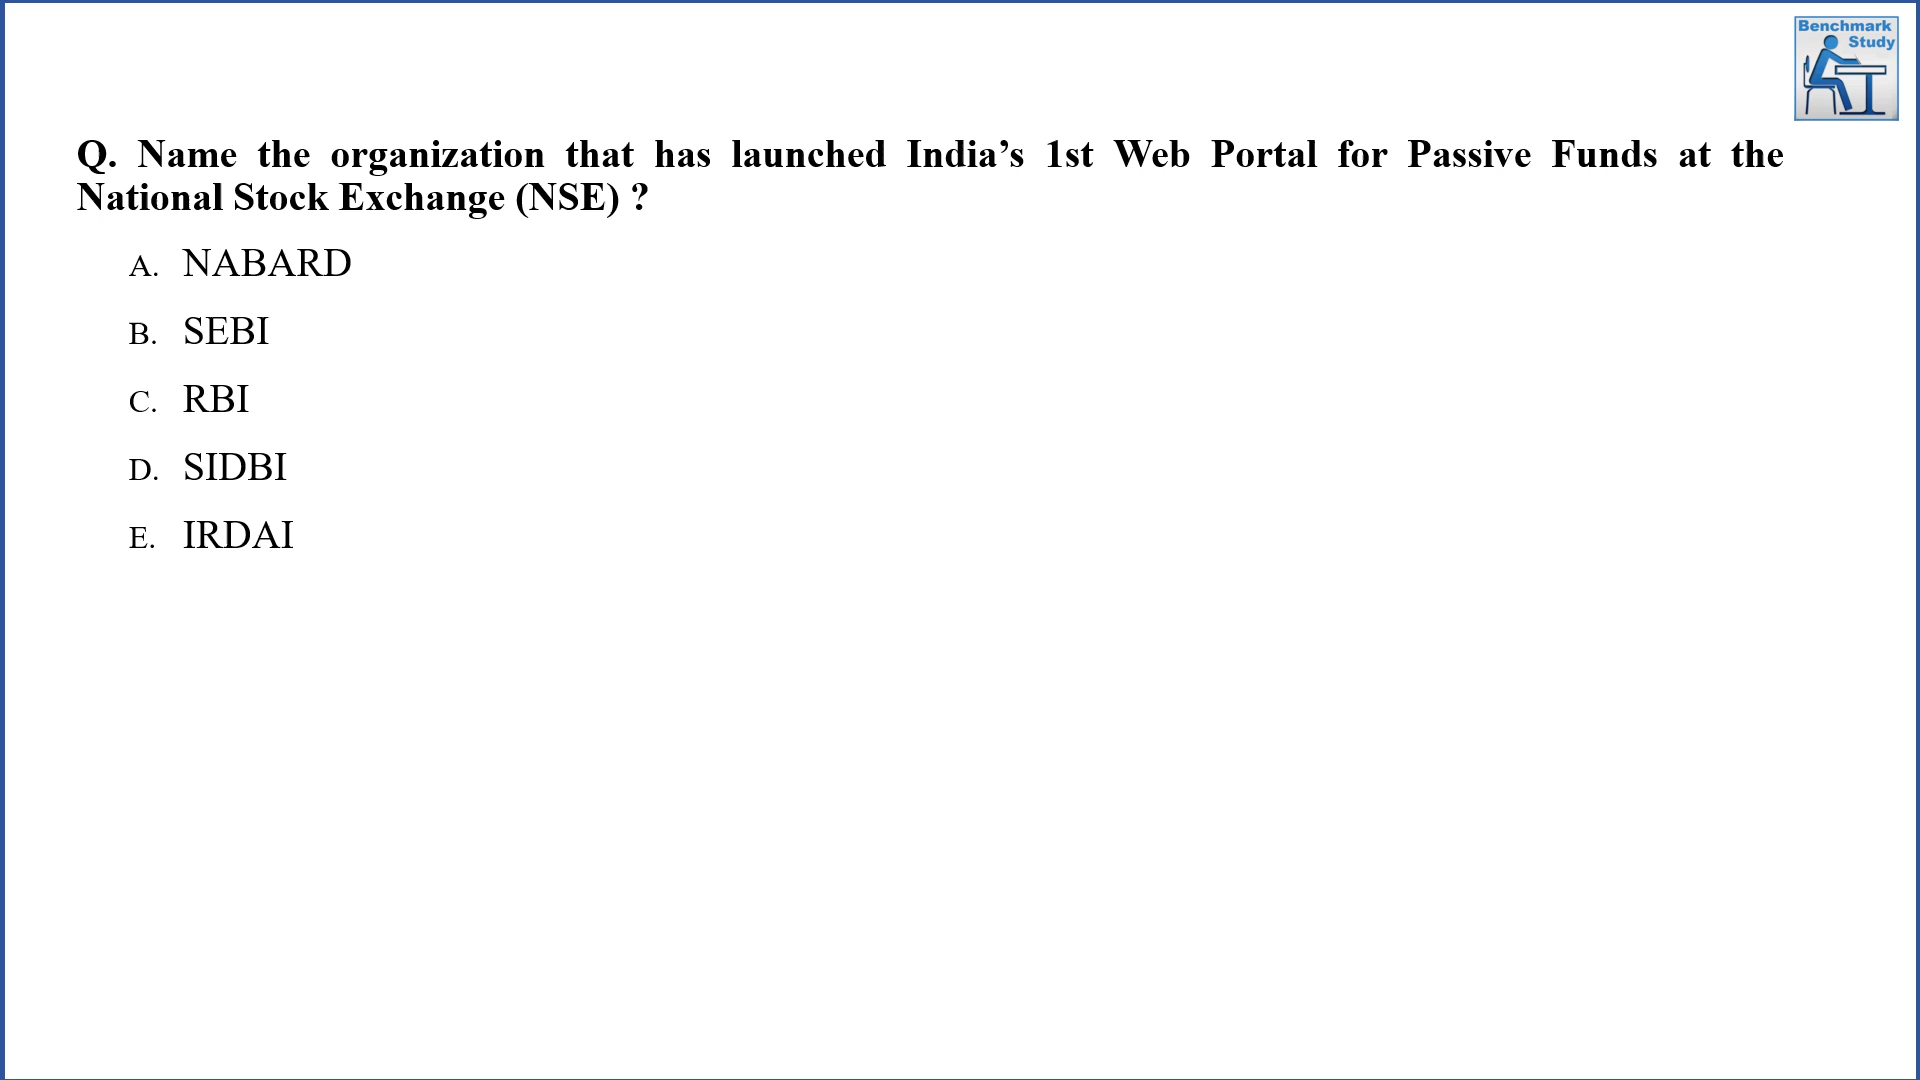 Benchmark
Study
Q. Name the organization that has launched India’s 1st Web Portal for Passive Funds at the
National Stock Exchange (NSE) ?
A. NABARD
B. SEBI
C. RBI
D. SIDBI
E. IRDAI